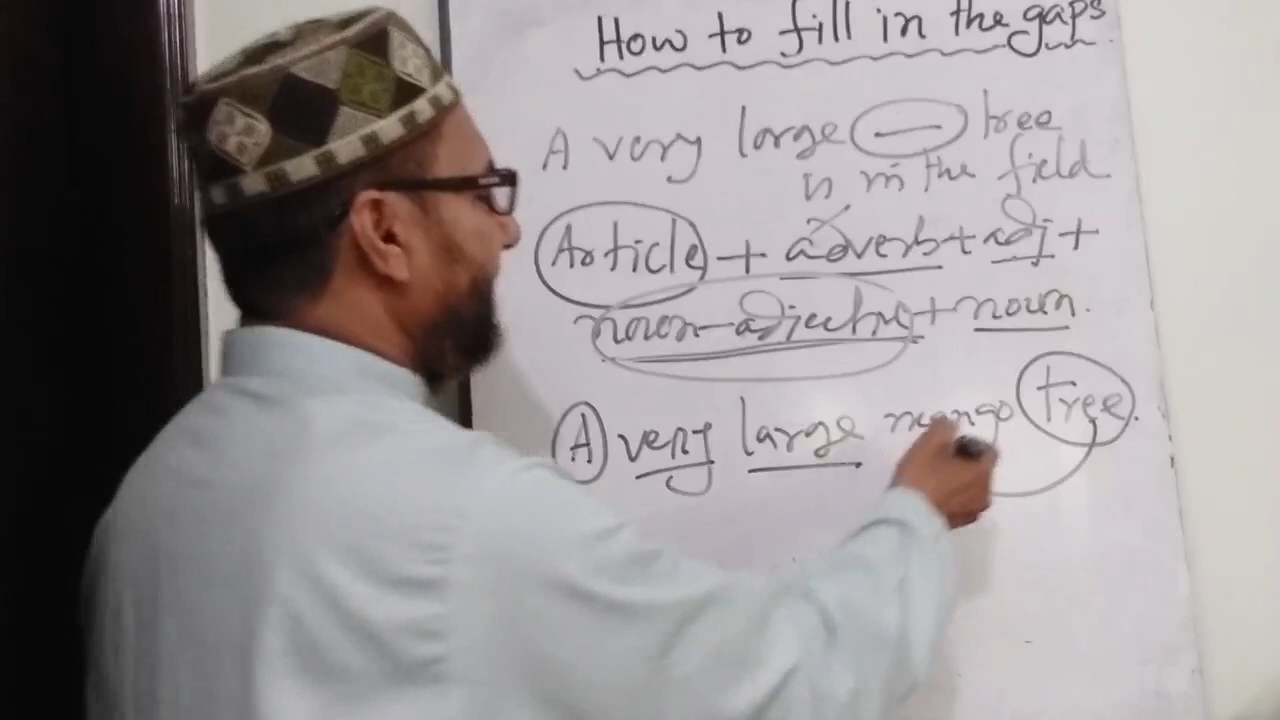 How to fill in the gaps
A very large — tree
is in the field
Article + adverb + adj +
noun-adjective + noun.
A very large mango tree.